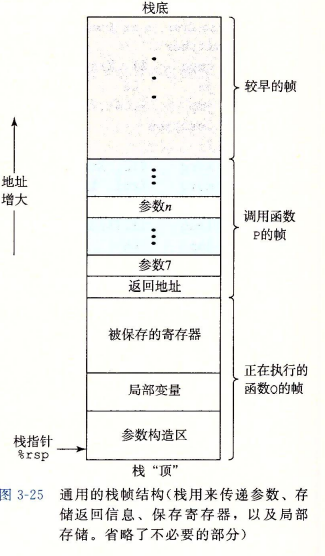 栈底
较早的帧
地址
增大
参数n
调用函数
P的帧
参数7
返回地址
被保存的寄存器
正在执行的
函数Q的帧
局部变量
参数构造区
栈指针
%rsp
栈“顶”
图 3-25 通用的栈帧结构(栈用来传递参数、存
储返回信息、保存寄存器，以及局部
存储。省略了不必要的部分)